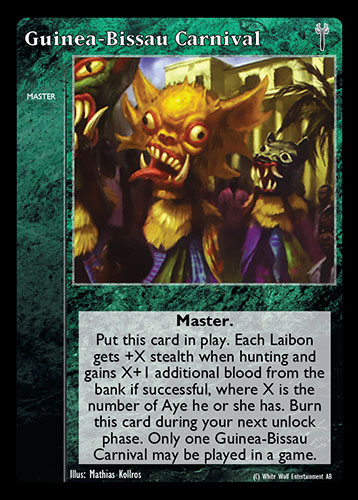 Guinea-Bissau Carnival
MASTER
Master.
Put this card in play. Each Laibon
gets +X stealth when hunting and
gains X+1 additional blood from the
bank if successful, where X is the
number of Aye he or she has. Burn
this card during your next unlock
phase. Only one Guinea-Bissau
Carnival may be played in a game.
Illus: Mathias Kollros
(C) White Wolf Entertainment AB